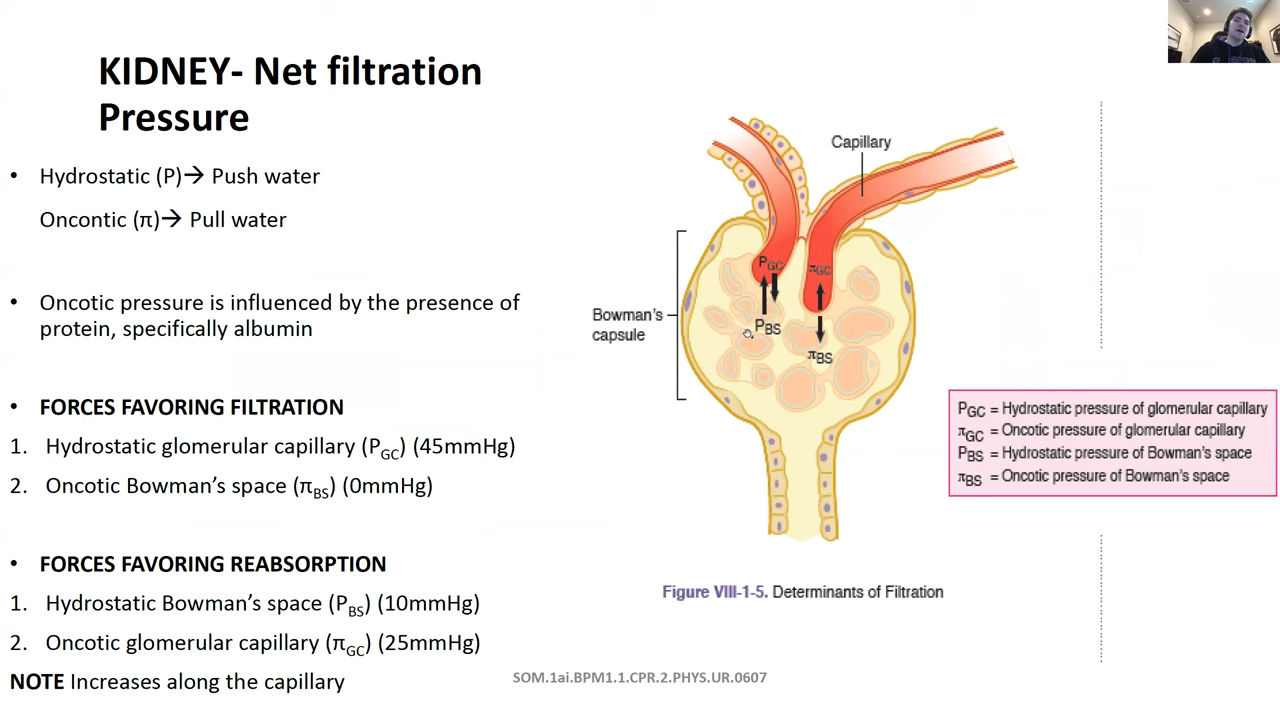 KIDNEY- Net filtration
Pressure
• Hydrostatic (P)→ Push water
Oncontic (π)→ Pull water
• Oncotic pressure is influenced by the presence of
protein, specifically albumin
• FORCES FAVORING FILTRATION
1. Hydrostatic glomerular capillary (PGC) (45mmHg)
2. Oncotic Bowman's space (πBS) (0mmHg)
• FORCES FAVORING REABSORPTION
1. Hydrostatic Bowman's space (PBS) (10mmHg)
2. Oncotic glomerular capillary (πGC) (25mmHg)
NOTE Increases along the capillary
Capillary
PGC
πGC
Bowman's
capsule
PBS
πBS
PGC = Hydrostatic pressure of glomerular capillary
πGC = Oncotic pressure of glomerular capillary
PBS = Hydrostatic pressure of Bowman's space
πBS = Oncotic pressure of Bowman's space
Figure VIII-1-5. Determinants of Filtration
SOM.1ai.BPM1.1.CPR.2.PHYS.UR.0607